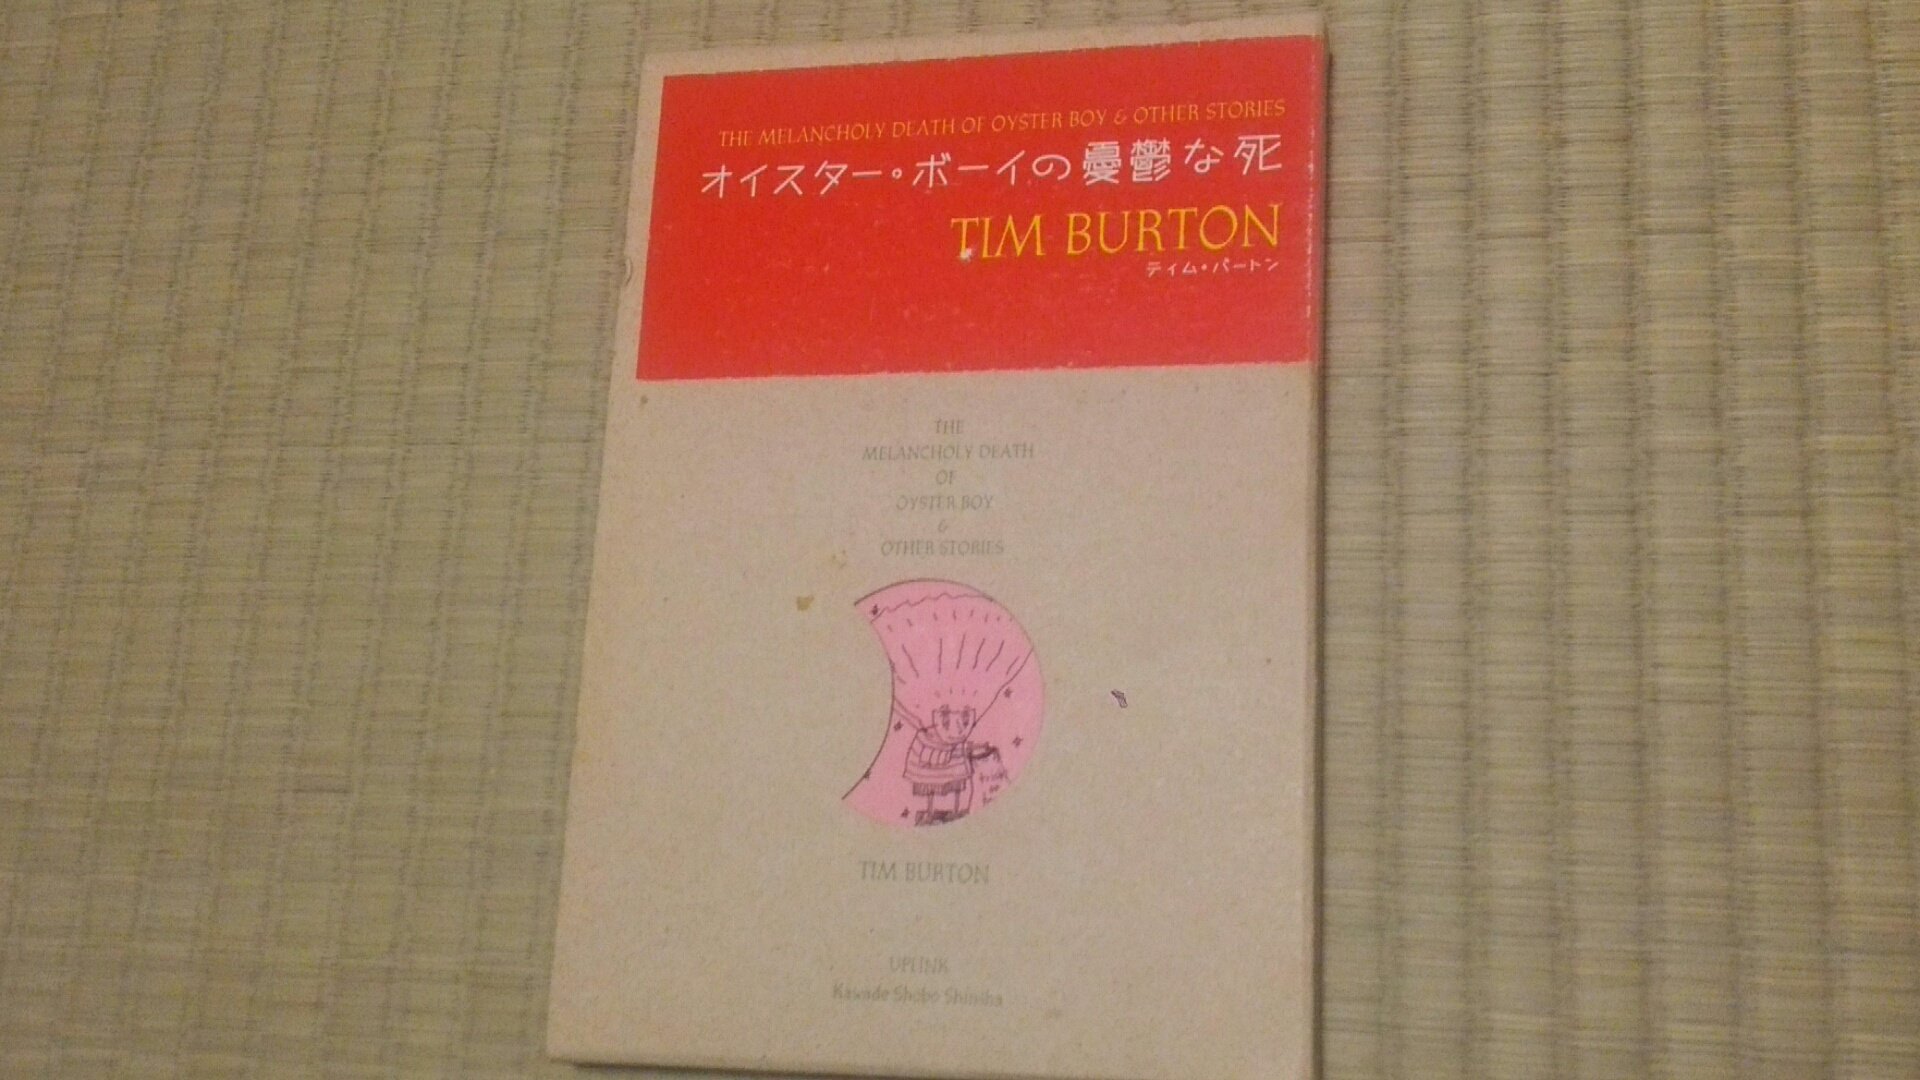 THE MELANCHOLY DEATH OF OYSTER BOY & OTHER STORIES
オイスター・ボーイの憂鬱な死
TIM BURTON
ティム・バートン
THE
MELANCHOLY DEATH
OF
OYSTER BOY
&
OTHER STORIES
TIM BURTON
UPLINK
Kawade Shobo Shinsha